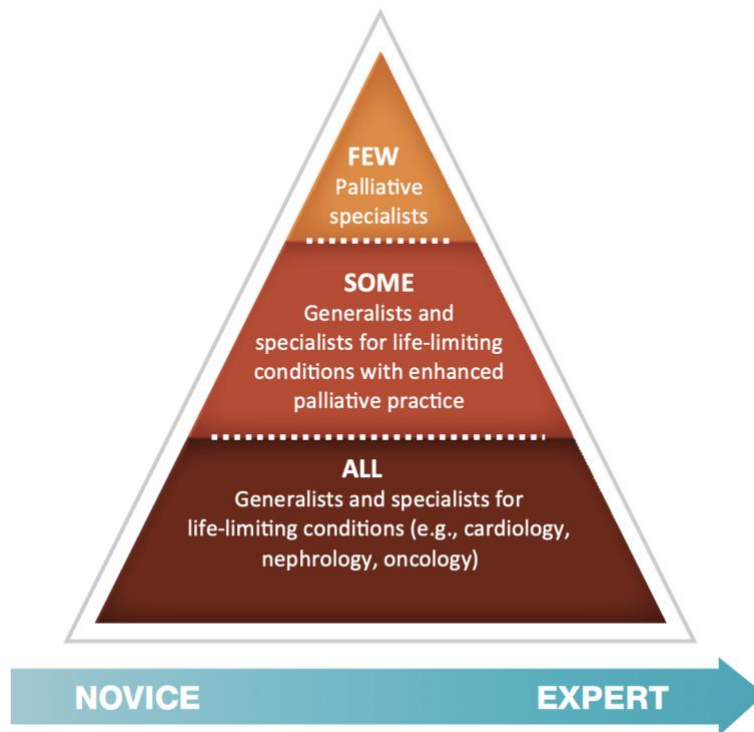 FEW
Palliative
specialists
SOME
Generalists and
specialists for life-limiting
conditions with enhanced
palliative practice
ALL
Generalists and specialists for
life-limiting conditions (e.g., cardiology,
nephrology, oncology)
NOVICE EXPERT